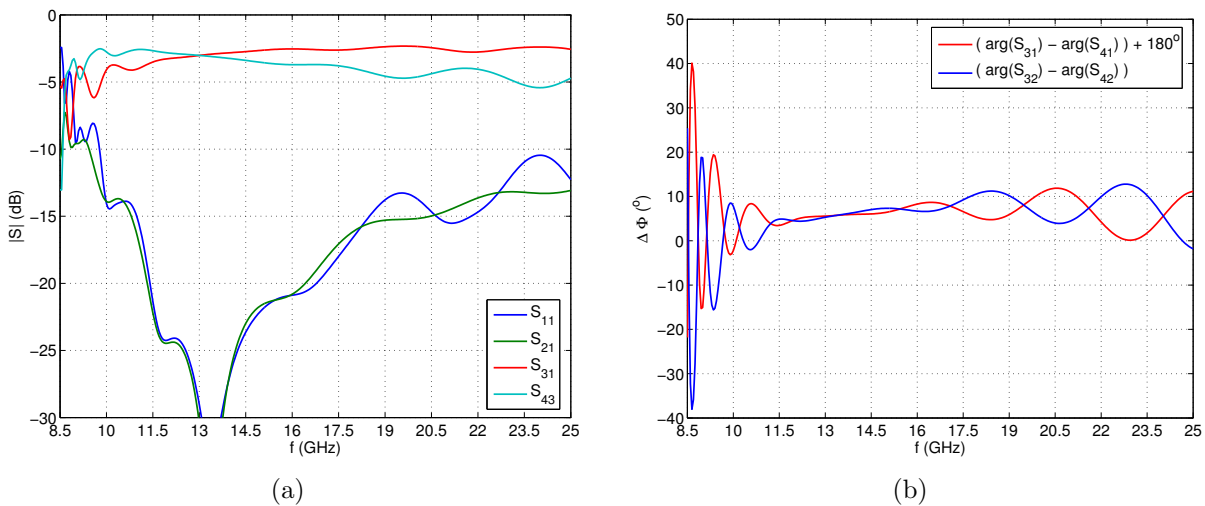 0
−5
−10
−15
−20
−25
−30
|S| (dB)
8.5 10 11.5 13 14.5 16 17.5 19 20.5 22 23.5 25
f (GHz)
S11
S21
S31
S43
(a)
50
40
30
20
10
0
−10
−20
−30
−40
Δ Φ (º)
8.5 10 11.5 13 14.5 16 17.5 19 20.5 22 23.5 25
f (GHz)
( arg(S31) − arg(S41) ) + 180º
( arg(S32) − arg(S42) )
(b)